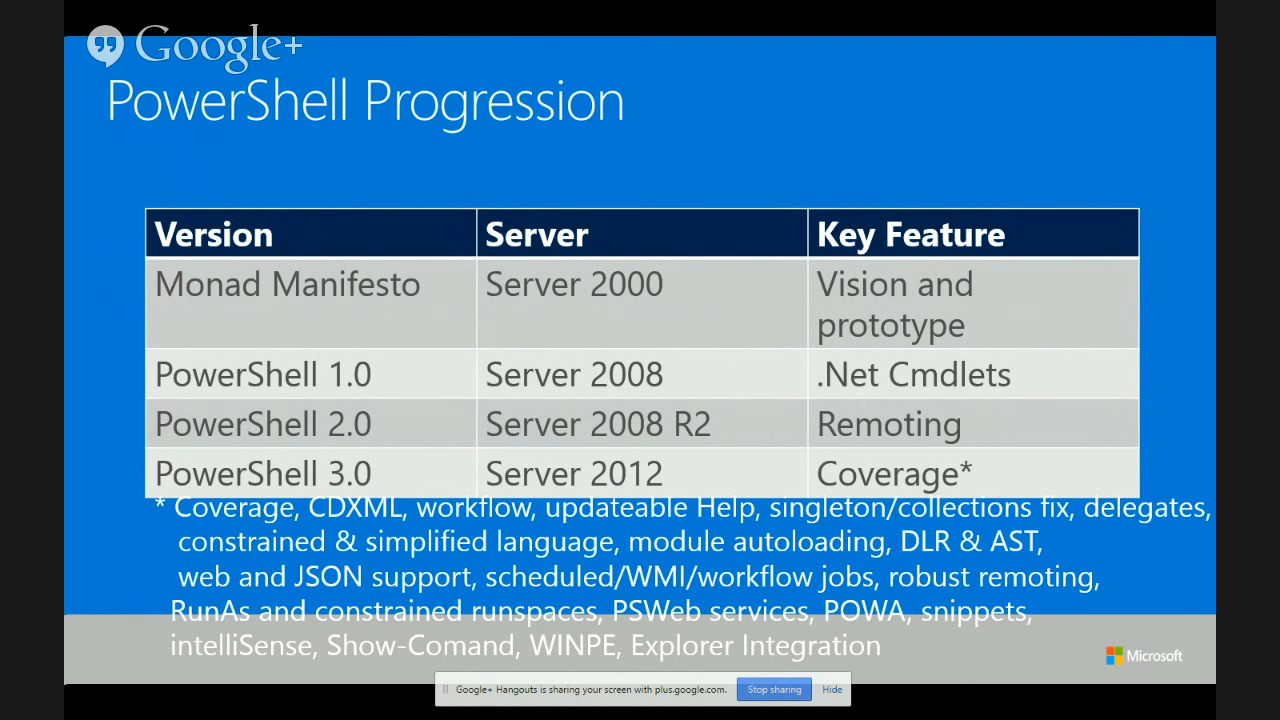 Google+
PowerShell Progression
Version Server Key Feature
Monad Manifesto Server 2000 Vision and
prototype
PowerShell 1.0 Server 2008 .Net Cmdlets
PowerShell 2.0 Server 2008 R2 Remoting
PowerShell 3.0 Server 2012 Coverage*
* Coverage, CDXML, workflow, updateable Help, singleton/collections fix, delegates,
constrained & simplified language, module autoloading, DLR & AST,
web and JSON support, scheduled/WMI/workflow jobs, robust remoting,
RunAs and constrained runspaces, PSWeb services, POWA, snippets,
intelliSense, Show-Comand, WINPE, Explorer Integration
Microsoft
Google+ Hangouts is sharing your screen with plus.google.com. Stop sharing Hide